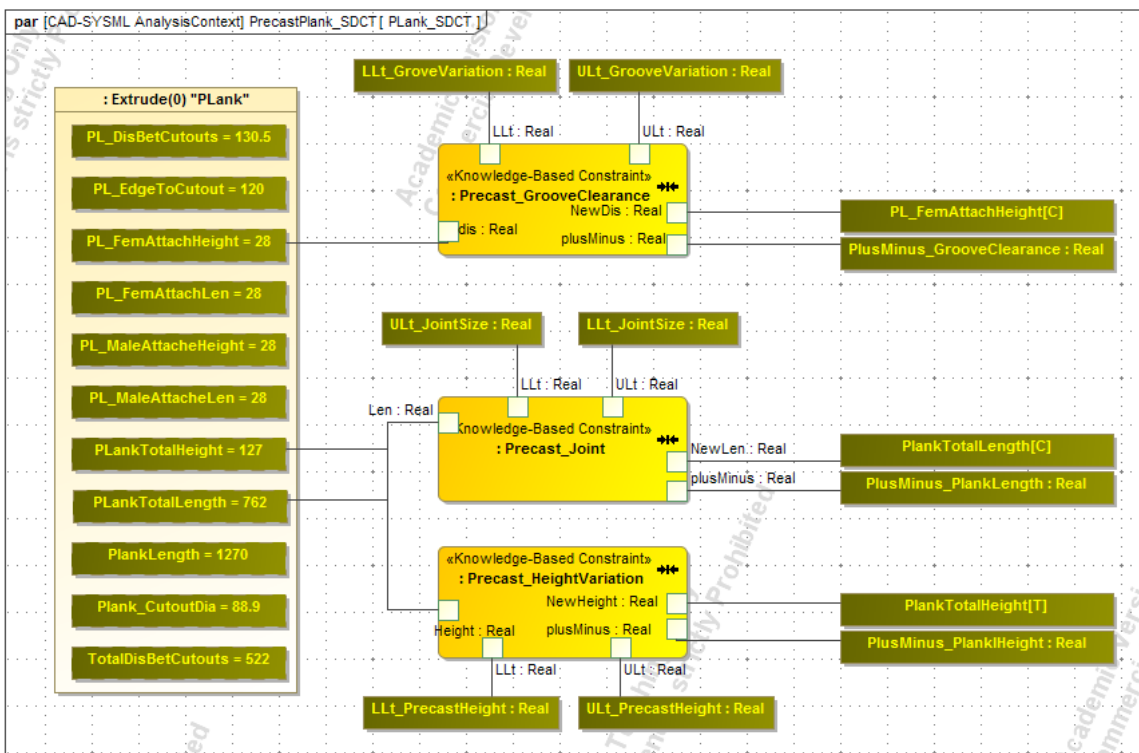 par [CAD-SYSML AnalysisContext] PrecastPlank_SDCT [ PLank_SDCT ]
LLt_GroveVariation : Real
ULt_GrooveVariation : Real
: Extrude(0) "PLank"
PL_DisBetCutouts = 130.5
PL_EdgeToCutout = 120
PL_FemAttachHeight = 28
PL_FemAttachLen = 28
PL_MaleAttacheHeight = 28
PL_MaleAttacheLen = 28
PLankTotalHeight = 127
PLankTotalLength = 762
PlankLength = 1270
Plank_CutoutDia = 88.9
TotalDisBetCutouts = 522
LLt : Real
ULt : Real
«Knowledge-Based Constraint»
: Precast_GrooveClearance
NewDis : Real
dis : Real
plusMinus : Real
PL_FemAttachHeight[C]
PlusMinus_GrooveClearance : Real
ULt_JointSize : Real
LLt_JointSize : Real
LLt : Real
ULt : Real
Len : Real
Knowledge-Based Constraint»
: Precast_Joint
NewLen : Real
plusMinus : Real
PlankTotalLength[C]
PlusMinus_PlankLength : Real
«Knowledge-Based Constraint»
: Precast_HeightVariation
NewHeight : Real
Height : Real
plusMinus : Real
PlankTotalHeight[T]
PlusMinus_PlanklHeight : Real
LLt : Real
ULt : Real
LLt_PrecastHeight : Real
ULt_PrecastHeight : Real